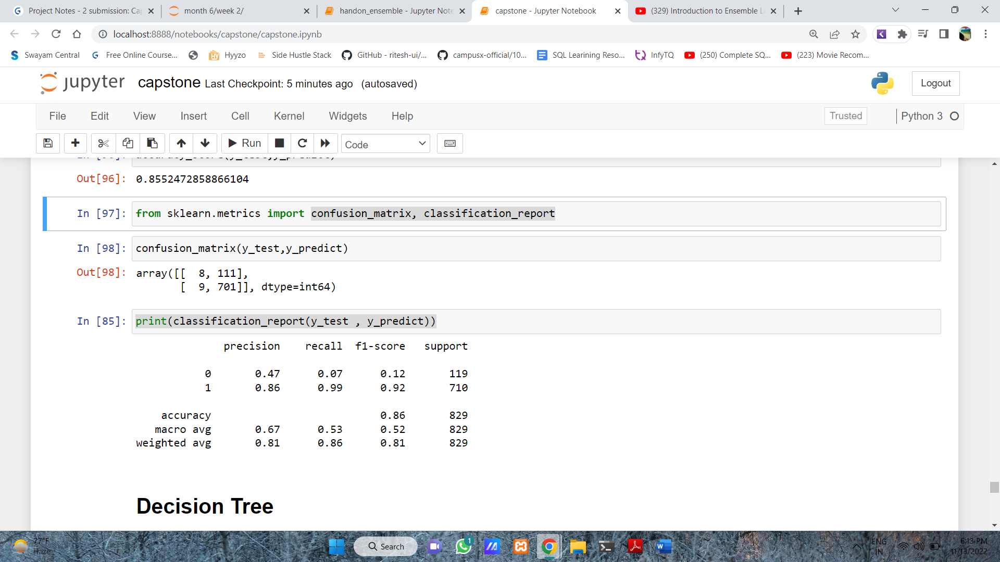 Project Notes - 2 submission: Ca
month 6/week 2/
handon_ensemble - Jupyter Note
capstone - Jupyter Notebook
(329) Introduction to Ensemble L
localhost:8888/notebooks/capstone/capstone.ipynb
Swayam Central
Free Online Course...
Hyyzo
Side Hustle Stack
GitHub - ritesh-ui/...
campusx-official/10...
SQL Learining Reso...
InfyTQ
(250) Complete SQ...
(223) Movie Recom...
jupyter capstone Last Checkpoint: 5 minutes ago (autosaved)
Logout
File Edit View Insert Cell Kernel Widgets Help
Trusted
Python 3
Run
Code
Out[96]: 0.8552472858866104
In [97]: from sklearn.metrics import confusion_matrix, classification_report
In [98]: confusion_matrix(y_test,y_predict)
Out[98]: array([[  8, 111],
       [  9, 701]], dtype=int64)
In [85]: print(classification_report(y_test , y_predict))
precision recall f1-score support
0 0.47 0.07 0.12 119
1 0.86 0.99 0.92 710
accuracy 0.86 829
macro avg 0.67 0.53 0.52 829
weighted avg 0.81 0.86 0.81 829
Decision Tree
77°F
Haze
Search
1
ENG
IN
6:13 PM
11/13/2022